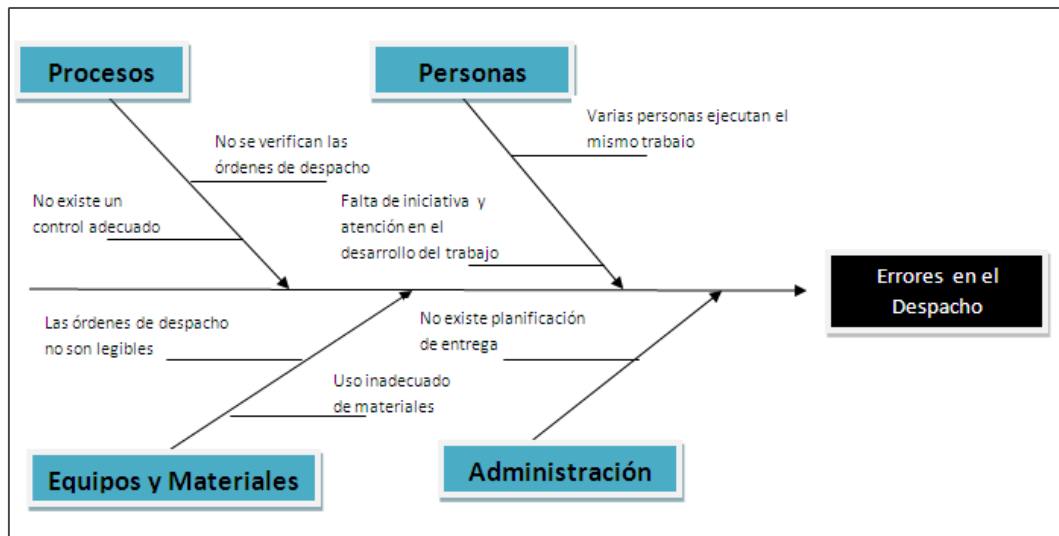 Procesos
Personas
Varias personas ejecutan el
mismo trabajo
No se verifican las
órdenes de despacho
No existe un
control adecuado
Falta de iniciativa y
atención en el
desarrollo del trabajo
Errores en el
Despacho
Las órdenes de despacho
no son legibles
No existe planificación
de entrega
Uso inadecuado
de materiales
Equipos y Materiales
Administración